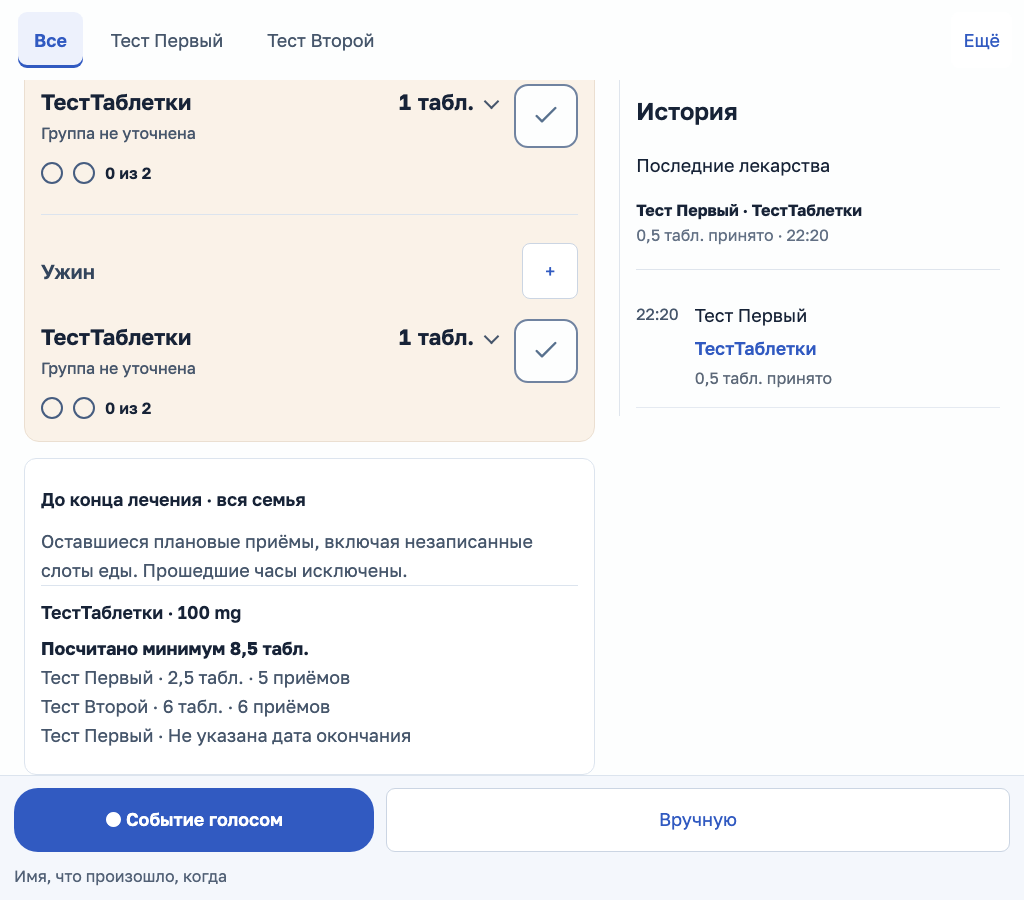 Все
Тест Первый
Тест Второй
Ещё
ТестТаблетки
1 табл.
Группа не уточнена
0 из 2
Ужин
+
ТестТаблетки
1 табл.
Группа не уточнена
0 из 2
До конца лечения · вся семья
Оставшиеся плановые приёмы, включая незаписанные
слоты еды. Прошедшие часы исключены.
ТестТаблетки · 100 mg
Посчитано минимум 8,5 табл.
Тест Первый · 2,5 табл. · 5 приёмов
Тест Второй · 6 табл. · 6 приёмов
Тест Первый · Не указана дата окончания
История
Последние лекарства
Тест Первый · ТестТаблетки
0,5 табл. принято · 22:20
22:20
Тест Первый
ТестТаблетки
0,5 табл. принято
Событие голосом
Вручную
Имя, что произошло, когда